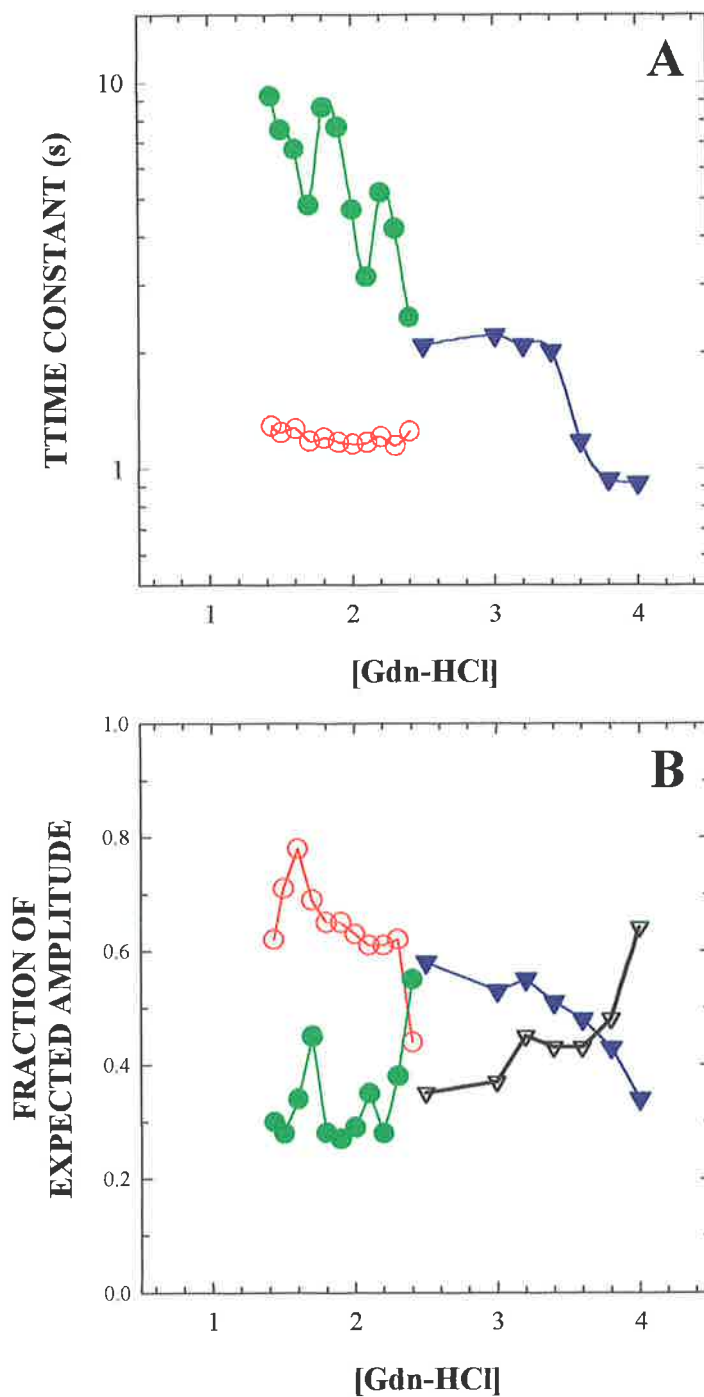 A
10
1
TTIME CONSTANT (s)
1
2
3
4
[Gdn-HCl]
B
1.0
0.8
0.6
0.4
0.2
0.0
FRACTION OF
EXPECTED AMPLITUDE
1
2
3
4
[Gdn-HCl]